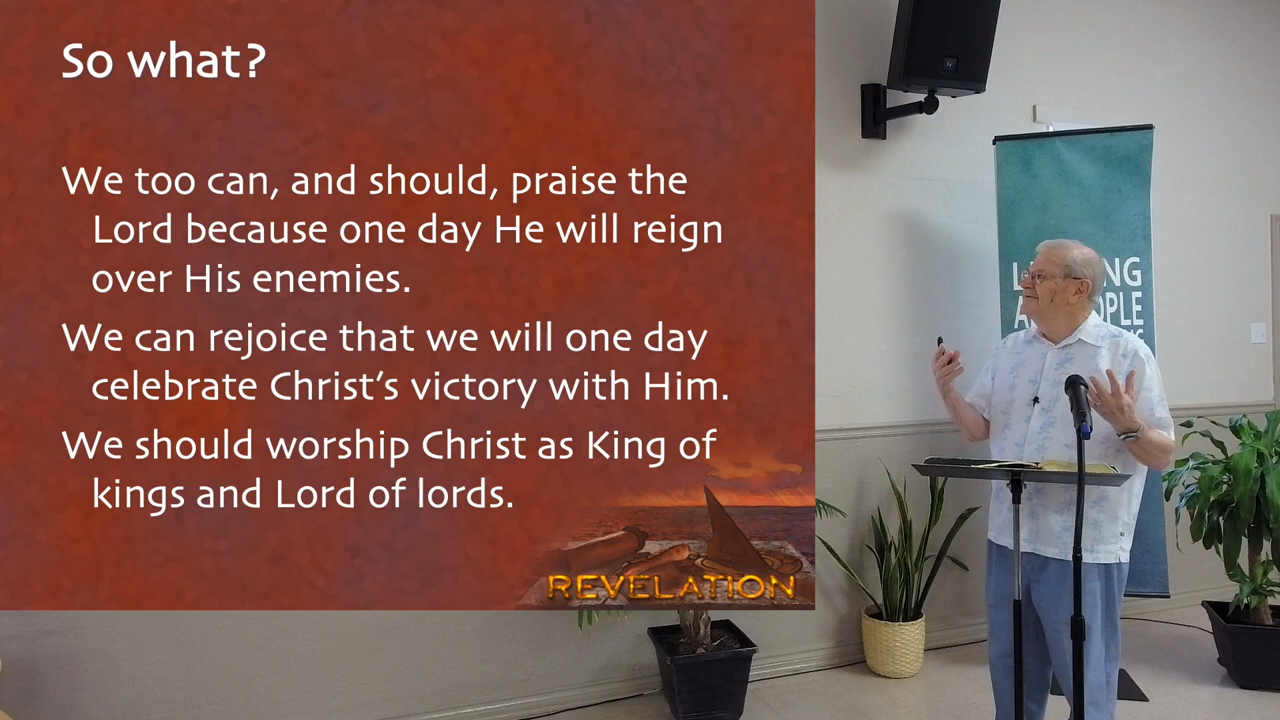 So what?
We too can, and should, praise the
Lord because one day He will reign
over His enemies.
We can rejoice that we will one day
celebrate Christ’s victory with Him.
We should worship Christ as King of
kings and Lord of lords.
REVELATION